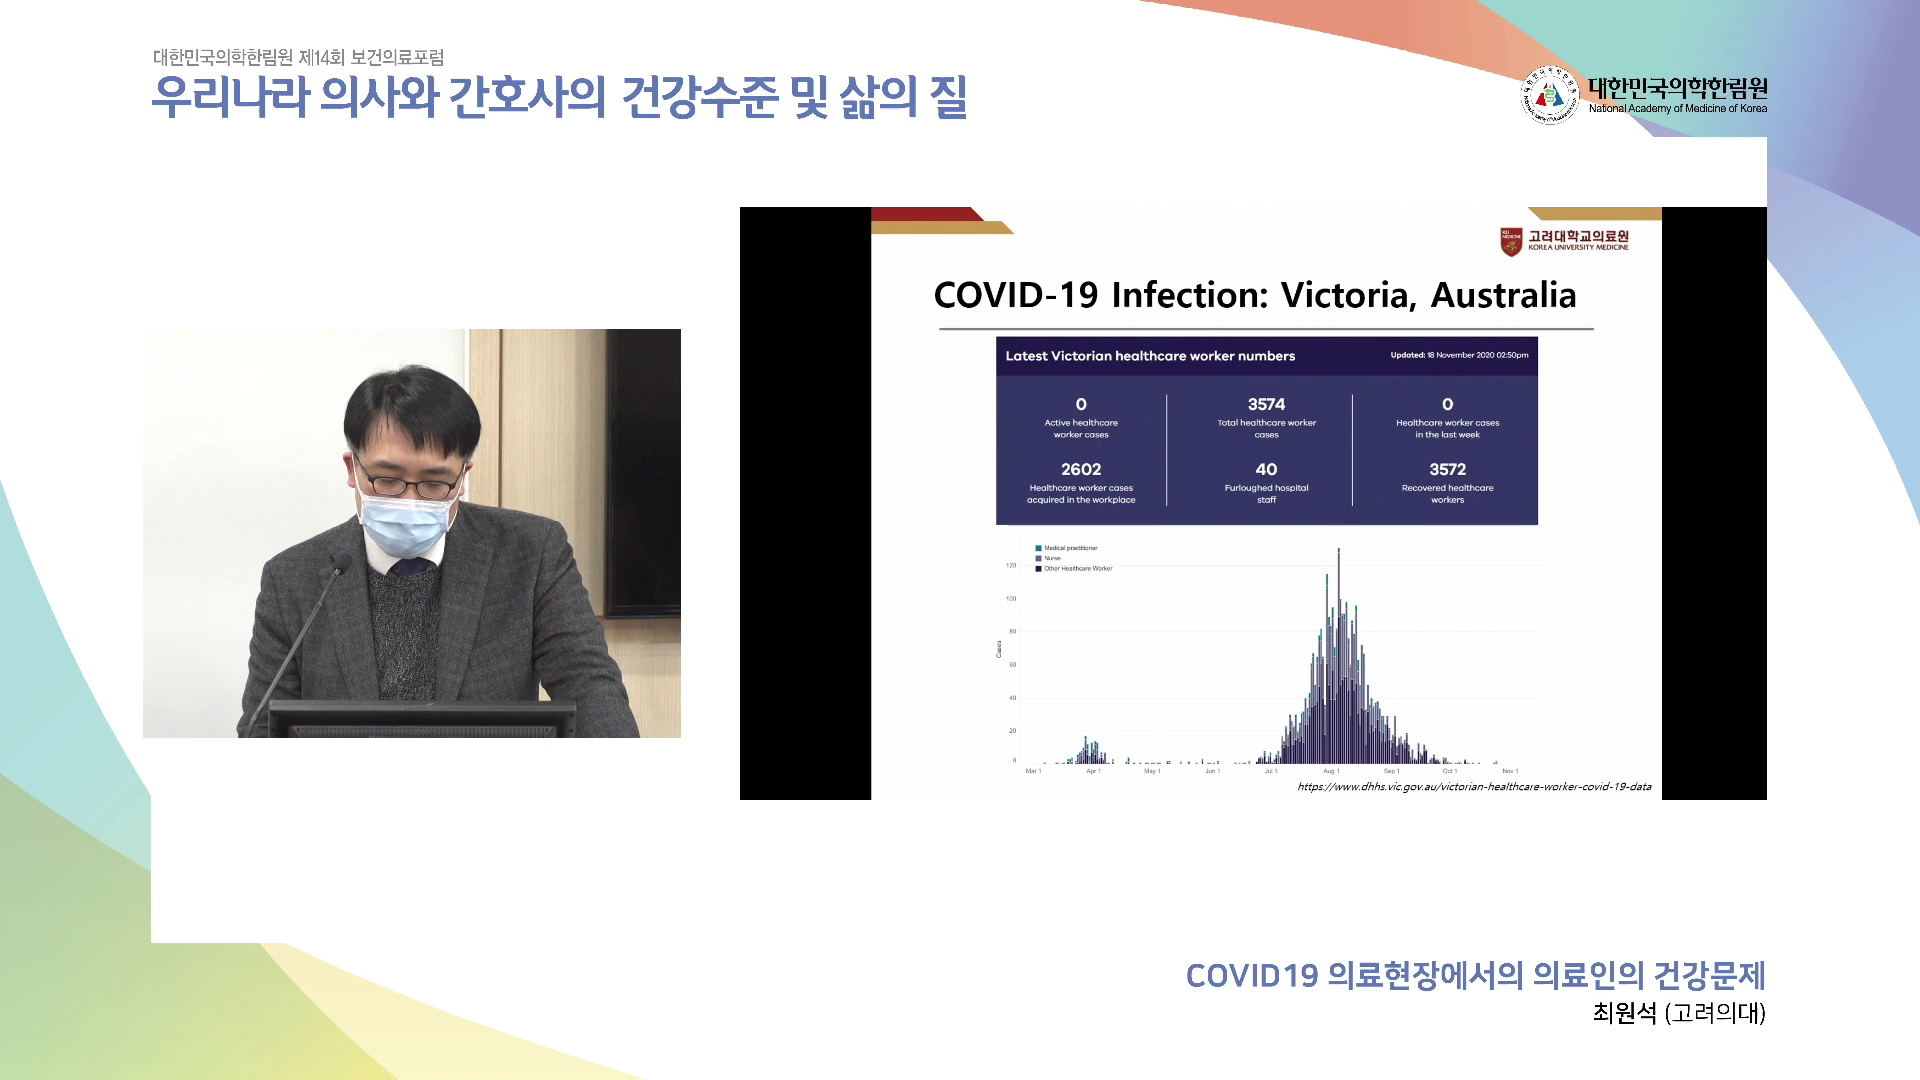 대한민국의학한림원 제14회 보건의료포럼
우리나라 의사와 간호사의 건강수준 및 삶의 질
대한민국의학한림원
National Academy of Medicine of Korea
KU MEDICINE
고려대학교의료원
KOREA UNIVERSITY MEDICINE
COVID-19 Infection: Victoria, Australia
Latest Victorian healthcare worker numbers
Updated: 18 November 2020 02:50pm
0
Active healthcare
worker cases
3574
Total healthcare worker
cases
0
Healthcare worker cases
in the last week
2602
Healthcare worker cases
acquired in the workplace
40
Furloughed hospital
staff
3572
Recovered healthcare
workers
Medical practitioner
Nurse
Other Healthcare Worker
Cases
120
100
80
60
40
20
0
Mar 1 Apr 1 May 1 Jun 1 Jul 1 Aug 1 Sep 1 Oct 1 Nov 1
https://www.dhhs.vic.gov.au/victorian-healthcare-worker-covid-19-data
COVID19 의료현장에서의 의료인의 건강문제
최원석 (고려의대)